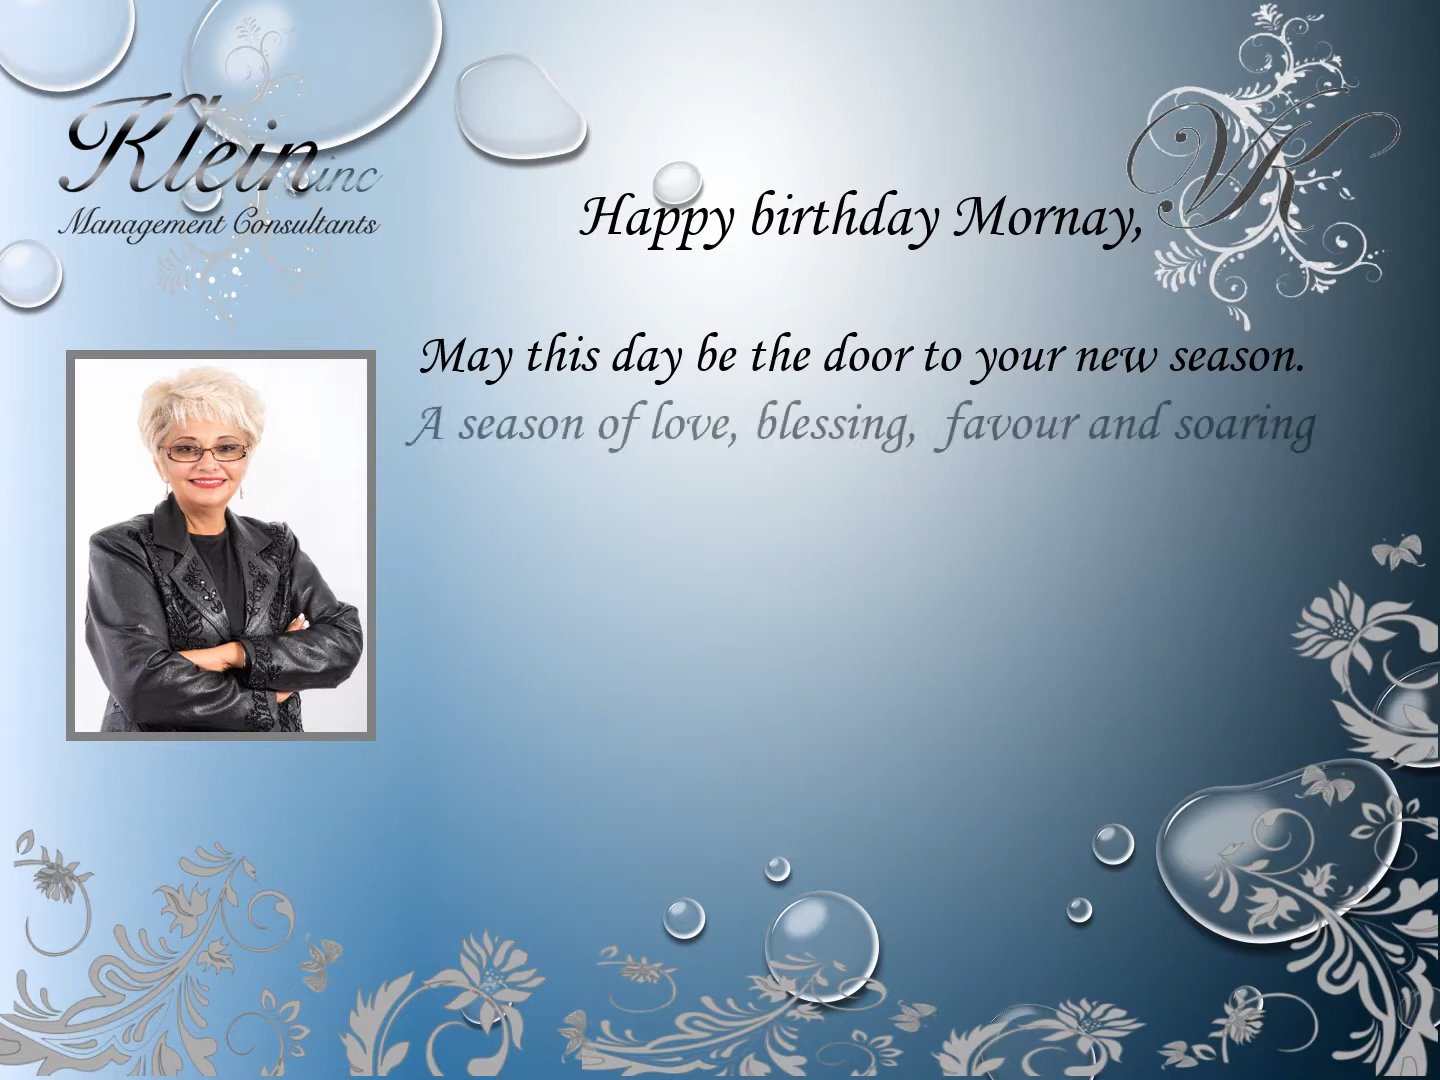 Klein inc
Management Consultants
VK
Happy birthday Mornay,
May this day be the door to your new season.
A season of love, blessing, favour and soaring